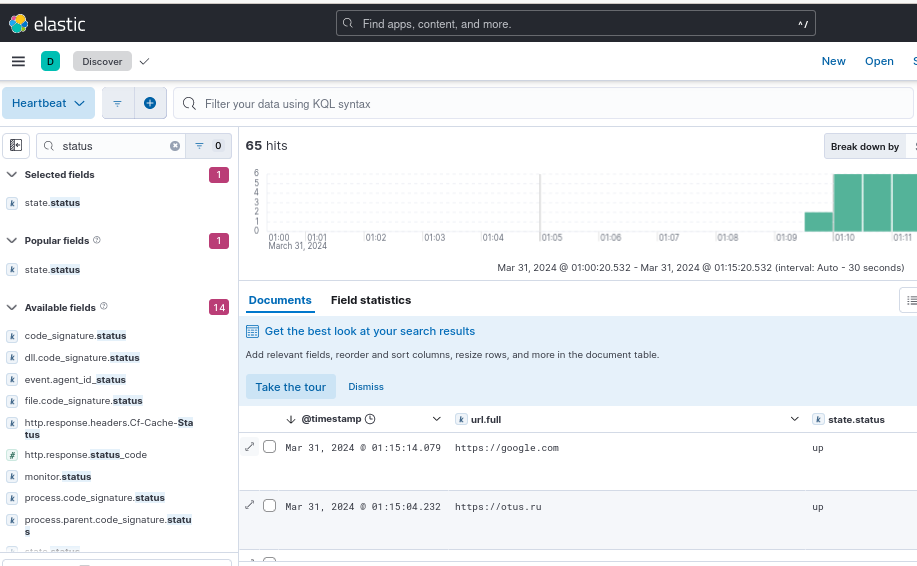 elastic
Find apps, content, and more.
^/
D
Discover
New
Open
Heartbeat
Filter your data using KQL syntax
status
0
65 hits
Break down by
Selected fields
1
k
state.status
Popular fields
1
k
state.status
Available fields
14
k
code_signature.status
k
dll.code_signature.status
k
event.agent_id_status
k
file.code_signature.status
k
http.response.headers.Cf-Cache-Sta
tus
#
http.response.status_code
k
monitor.status
k
process.code_signature.status
k
process.parent.code_signature.statu
s
state.status
6
5
4
3
2
1
0
01:00
01:01
01:02
01:03
01:04
01:05
01:06
01:07
01:08
01:09
01:10
01:11
March 31, 2024
Mar 31, 2024 @ 01:00:20.532 - Mar 31, 2024 @ 01:15:20.532 (interval: Auto - 30 seconds)
Documents
Field statistics
Get the best look at your search results
Add relevant fields, reorder and sort columns, resize rows, and more in the document table.
Take the tour
Dismiss
@timestamp
k
url.full
k
state.status
Mar 31, 2024 @ 01:15:14.079
https://google.com
up
Mar 31, 2024 @ 01:15:04.232
https://otus.ru
up